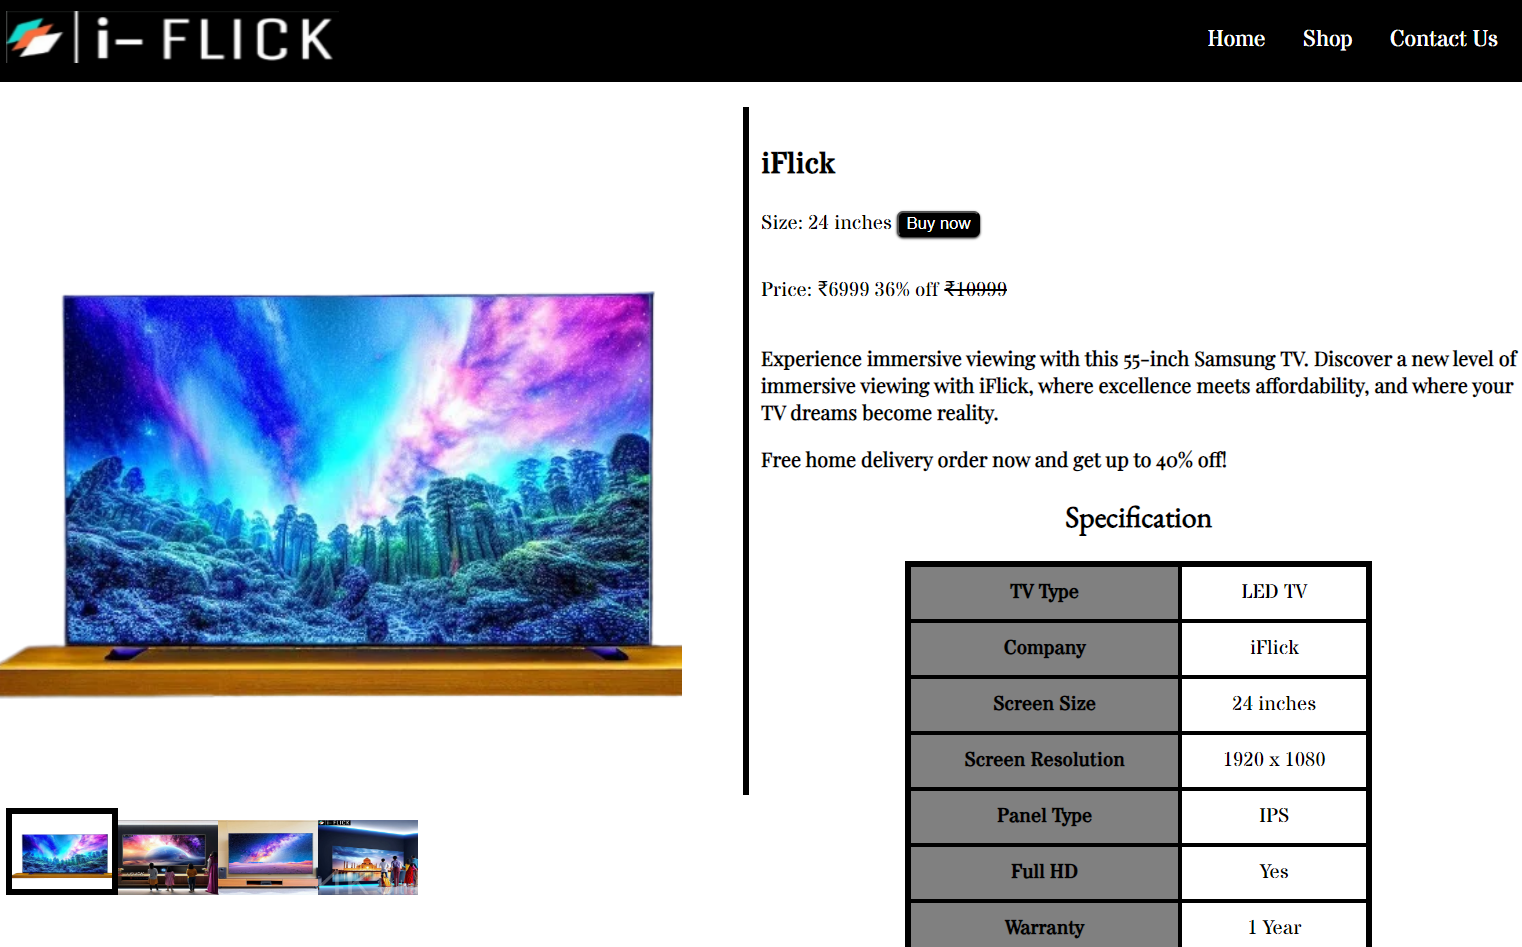 i- FLICK
Home Shop Contact Us
iFlick
Size: 24 inches Buy now
Price: ₹6999 36% off ₹10999
Experience immersive viewing with this 55-inch Samsung TV. Discover a new level of
immersive viewing with iFlick, where excellence meets affordability, and where your
TV dreams become reality.
Free home delivery order now and get up to 40% off!
Specification
TV Type LED TV
Company iFlick
Screen Size 24 inches
Screen Resolution 1920 x 1080
Panel Type IPS
Full HD Yes
Warranty 1 Year
i-FLICK